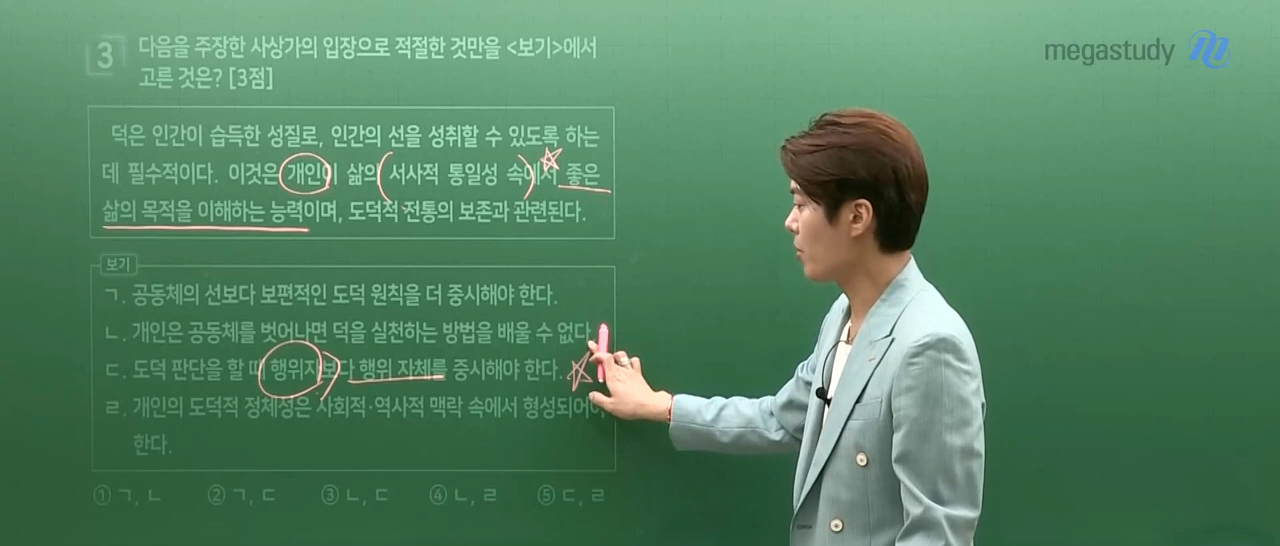 megastudy
3 다음을 주장한 사상가의 입장으로 적절한 것만을 <보기>에서
고른 것은? [3점]
덕은 인간이 습득한 성질로, 인간의 선을 성취할 수 있도록 하는
데 필수적이다. 이것은 개인이 삶의 서사적 통일성 속에서 좋은
삶의 목적을 이해하는 능력이며, 도덕적 전통의 보존과 관련된다.
보기
ㄱ. 공동체의 선보다 보편적인 도덕 원칙을 더 중시해야 한다.
ㄴ. 개인은 공동체를 벗어나면 덕을 실천하는 방법을 배울 수 없다.
ㄷ. 도덕 판단을 할 때 행위자보다 행위 자체를 중시해야 한다.
ㄹ. 개인의 도덕적 정체성은 사회적·역사적 맥락 속에서 형성되어야
한다.
① ㄱ, ㄴ ② ㄱ, ㄷ ③ ㄴ, ㄷ ④ ㄴ, ㄹ ⑤ ㄷ, ㄹ